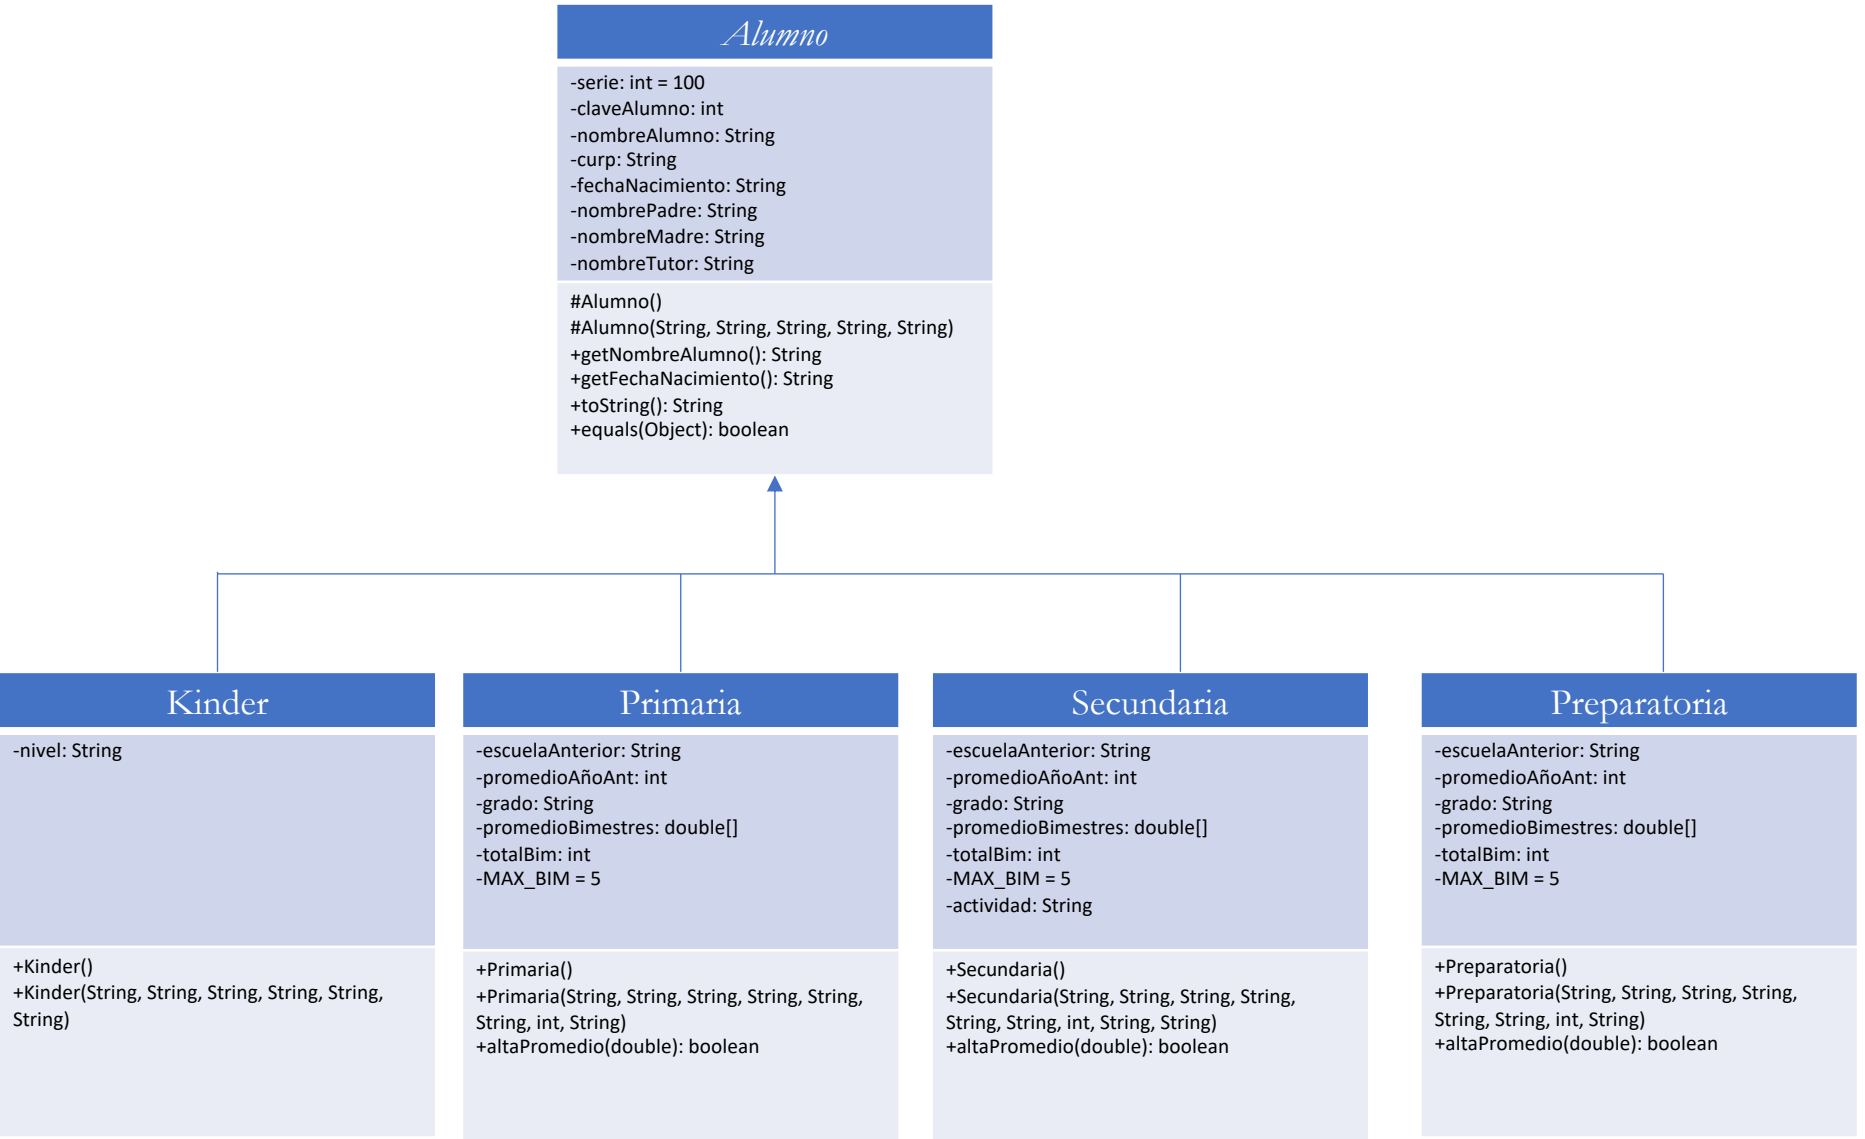 Alumno
-serie: int = 100
-claveAlumno: int
-nombreAlumno: String
-curp: String
-fechaNacimiento: String
-nombrePadre: String
-nombreMadre: String
-nombreTutor: String
#Alumno()
#Alumno(String, String, String, String, String)
+getNombreAlumno(): String
+getFechaNacimiento(): String
+toString(): String
+equals(Object): boolean
Kinder
-nivel: String
+Kinder()
+Kinder(String, String, String, String, String,
String)
Primaria
-escuelaAnterior: String
-promedioAñoAnt: int
-grado: String
-promedioBimestres: double[]
-totalBim: int
-MAX_BIM = 5
+Primaria()
+Primaria(String, String, String, String, String,
String, int, String)
+altaPromedio(double): boolean
Secundaria
-escuelaAnterior: String
-promedioAñoAnt: int
-grado: String
-promedioBimestres: double[]
-totalBim: int
-MAX_BIM = 5
-actividad: String
+Secundaria()
+Secundaria(String, String, String, String,
String, String, int, String, String)
+altaPromedio(double): boolean
Preparatoria
-escuelaAnterior: String
-promedioAñoAnt: int
-grado: String
-promedioBimestres: double[]
-totalBim: int
-MAX_BIM = 5
+Preparatoria()
+Preparatoria(String, String, String, String,
String, String, int, String)
+altaPromedio(double): boolean